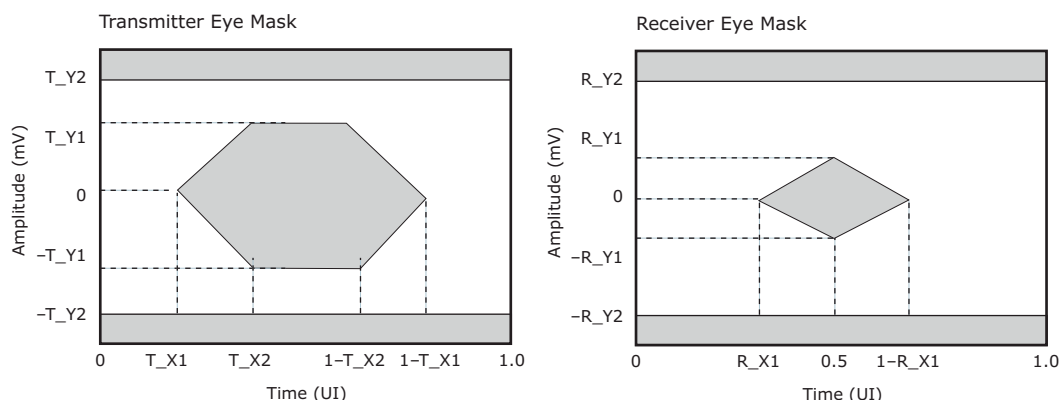 Transmitter Eye Mask
T_Y2
T_Y1
0
–T_Y1
–T_Y2
Amplitude (mV)
0 T_X1 T_X2 1–T_X2 1–T_X1 1.0
Time (UI)
Receiver Eye Mask
R_Y2
R_Y1
0
–R_Y1
–R_Y2
Amplitude (mV)
0 R_X1 0.5 1–R_X1 1.0
Time (UI)